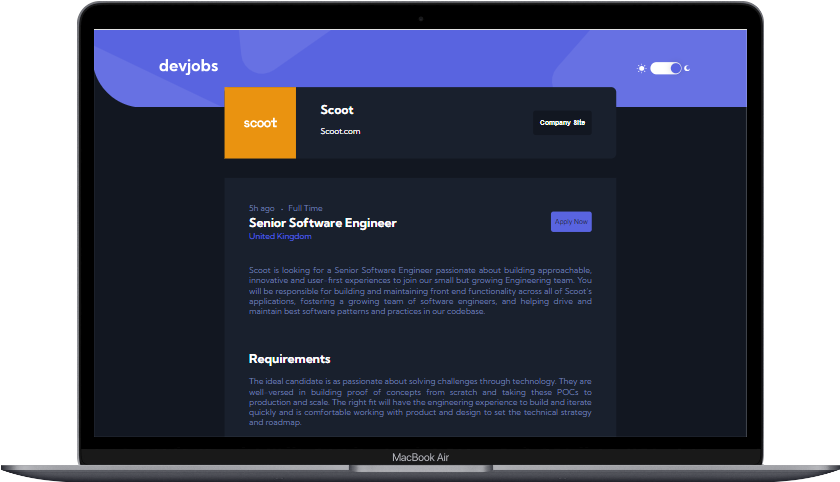 devjobs
scoot
Scoot
Scoot.com
Company Site
5h ago . Full Time
Senior Software Engineer
United Kingdom
Apply Now
Scoot is looking for a Senior Software Engineer passionate about building approachable,
innovative and user-first experiences to join our small but growing Engineering team. You
will be responsible for building and maintaining front end functionality across all of Scoot's
applications, fostering a growing team of software engineers, and helping drive and
maintain best software patterns and practices in our codebase.
Requirements
The ideal candidate is as passionate about solving challenges through technology. They are
well versed in building proof of concepts from scratch and taking these POCs to
production and scale. The right fit will have the engineering experience to build and iterate
quickly and is comfortable working with product and design to set the technical strategy
and roadmap.
MacBook Air